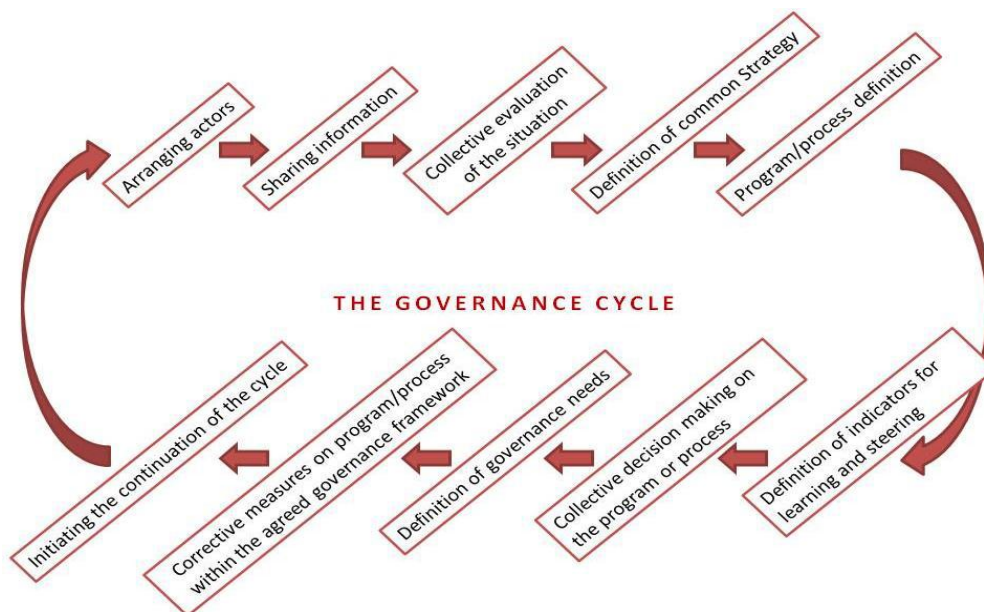 Arranging actors
Sharing information
Collective evaluation
of the situation
Definition of common Strategy
Program/process definition
THE GOVERNANCE CYCLE
Definition of indicators for
learning and steering
Collective decision making on
the program or process
Definition of governance needs
Corrective measures on program/process
within the agreed governance framework
Initiating the continuation of the cycle